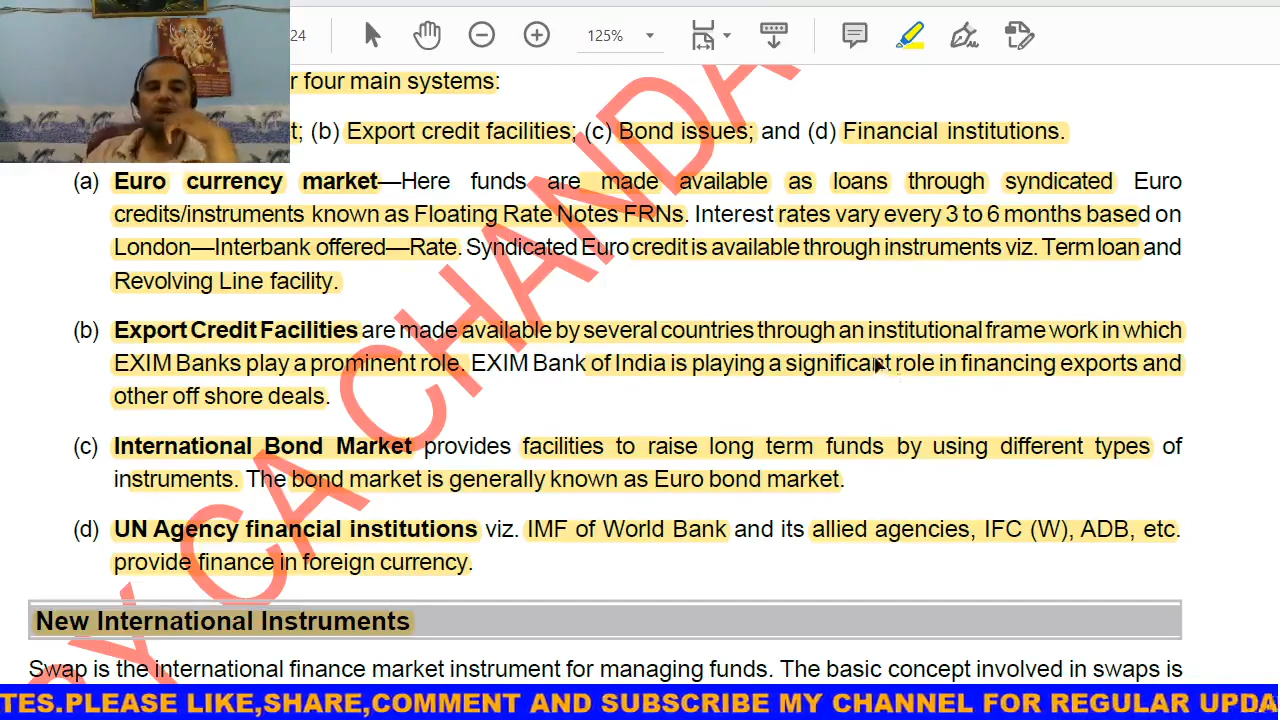 24
125%
r four main systems:
t; (b) Export credit facilities; (c) Bond issues; and (d) Financial institutions.
(a) Euro currency market—Here funds are made available as loans through syndicated Euro
credits/instruments known as Floating Rate Notes FRNs. Interest rates vary every 3 to 6 months based on
London—Interbank offered—Rate. Syndicated Euro credit is available through instruments viz. Term loan and
Revolving Line facility.
(b) Export Credit Facilities are made available by several countries through an institutional frame work in which
EXIM Banks play a prominent role. EXIM Bank of India is playing a significant role in financing exports and
other off shore deals.
(c) International Bond Market provides facilities to raise long term funds by using different types of
instruments. The bond market is generally known as Euro bond market.
(d) UN Agency financial institutions viz. IMF of World Bank and its allied agencies, IFC (W), ADB, etc.
provide finance in foreign currency.
BY CA CHANDA
New International Instruments
Swap is the international finance market instrument for managing funds. The basic concept involved in swaps is
TES.PLEASE LIKE,SHARE,COMMENT AND SUBSCRIBE MY CHANNEL FOR REGULAR UPDA